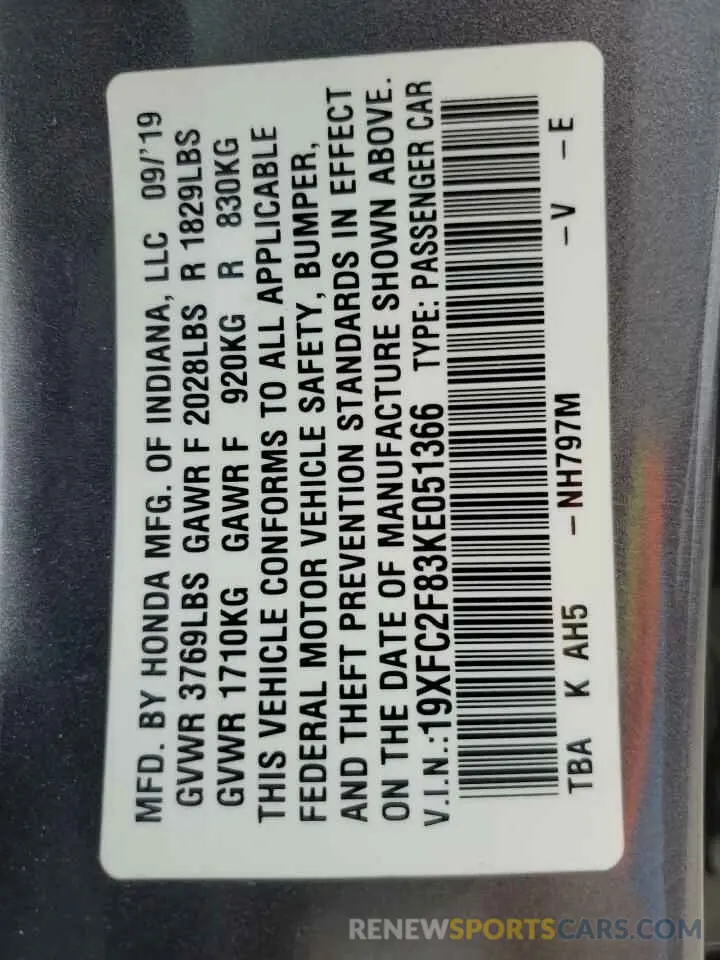 MFD. BY HONDA MFG. OF INDIANA, LLC 09/'19
GVWR 3769LBS GAWR F 2028LBS R 1829LBS
GVWR 1710KG GAWR F 920KG R 830KG
THIS VEHICLE CONFORMS TO ALL APPLICABLE
FEDERAL MOTOR VEHICLE SAFETY, BUMPER,
AND THEFT PREVENTION STANDARDS IN EFFECT
ON THE DATE OF MANUFACTURE SHOWN ABOVE.
V.I.N.:19XFC2F83KE051366 TYPE: PASSENGER CAR
TBA K AH5 -NH797M -V -E
RENEWSPORTSCARS.COM